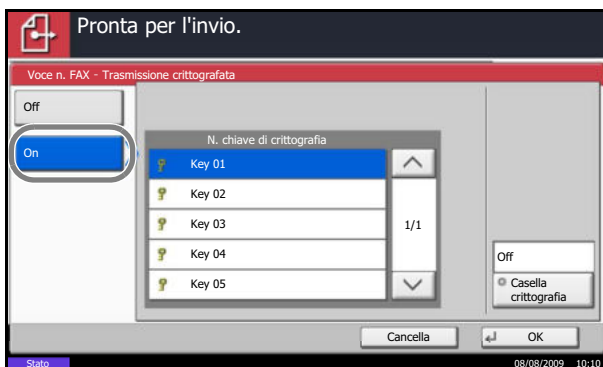 Pronta per l'invio.
Voce n. FAX - Trasmissione crittografata
Off
On
N. chiave di crittografia
Key 01
Key 02
Key 03
Key 04
Key 05
1/1
Off
Casella
crittografia
Cancella
OK
Stato
08/08/2009 10:10